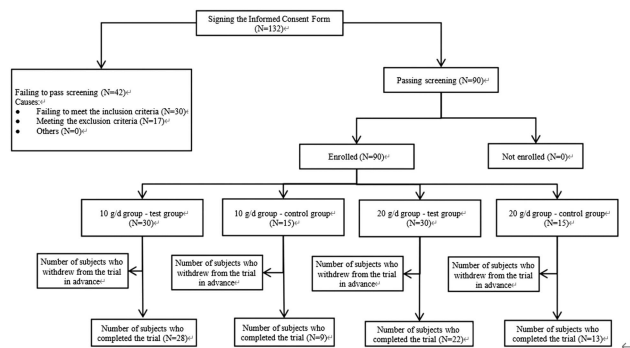 Signing the Informed Consent Form
(N=132)
Failing to pass screening (N=42)
Causes:
● Failing to meet the inclusion criteria (N=30)
● Meeting the exclusion criteria (N=17)
● Others (N=0)
Passing screening (N=90)
Enrolled (N=90)
Not enrolled (N=0)
10 g/d group - test group
(N=30)
10 g/d group - control group
(N=15)
20 g/d group - test group
(N=30)
20 g/d group - control group
(N=15)
Number of subjects who
withdrew from the trial
in advance
Number of subjects who
withdrew from the trial
in advance
Number of subjects who
withdrew from the trial
in advance
Number of subjects who
withdrew from the trial
in advance
Number of subjects who
completed the trial (N=28)
Number of subjects who
completed the trial (N=9)
Number of subjects who
completed the trial (N=22)
Number of subjects who
completed the trial (N=13)